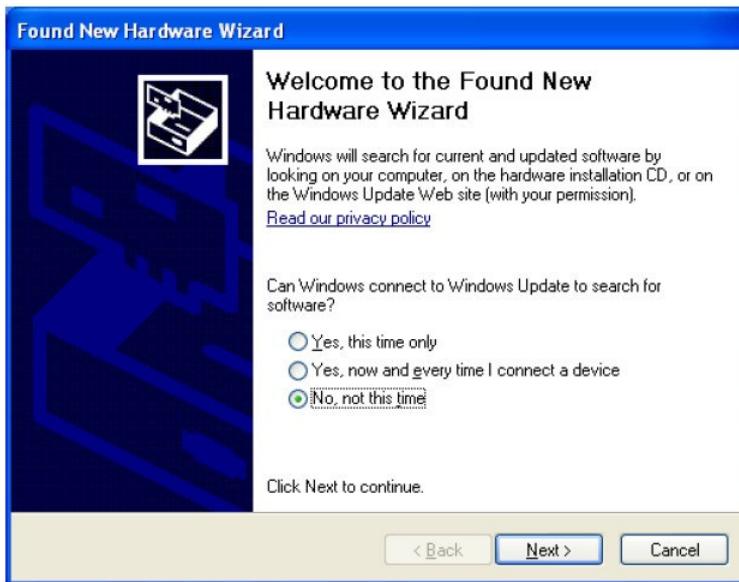 Found New Hardware Wizard
Welcome to the Found New
Hardware Wizard
Windows will search for current and updated software by
looking on your computer, on the hardware installation CD, or on
the Windows Update Web site (with your permission).
Read our privacy policy
Can Windows connect to Windows Update to search for
software?
Yes, this time only
Yes, now and every time I connect a device
No, not this time
Click Next to continue.
< Back
Next >
Cancel